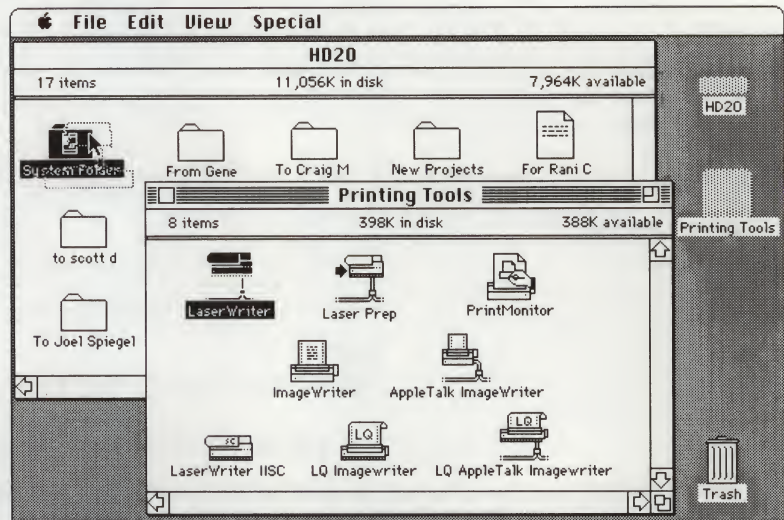 File Edit View Special
HD20
17 items 11,056K in disk 7,964K available
HD20
System Folder From Gene To Craig M New Projects For Rani C
Printing Tools
8 items 398K in disk 388K available
Printing Tools
to scott d
LaserWriter Laser Prep PrintMonitor
To Joel Spiegel
ImageWriter AppleTalk ImageWriter
SC
LQ
LQ
LaserWriter IISC LQ Imagewriter LQ AppleTalk Imagewriter
Trash